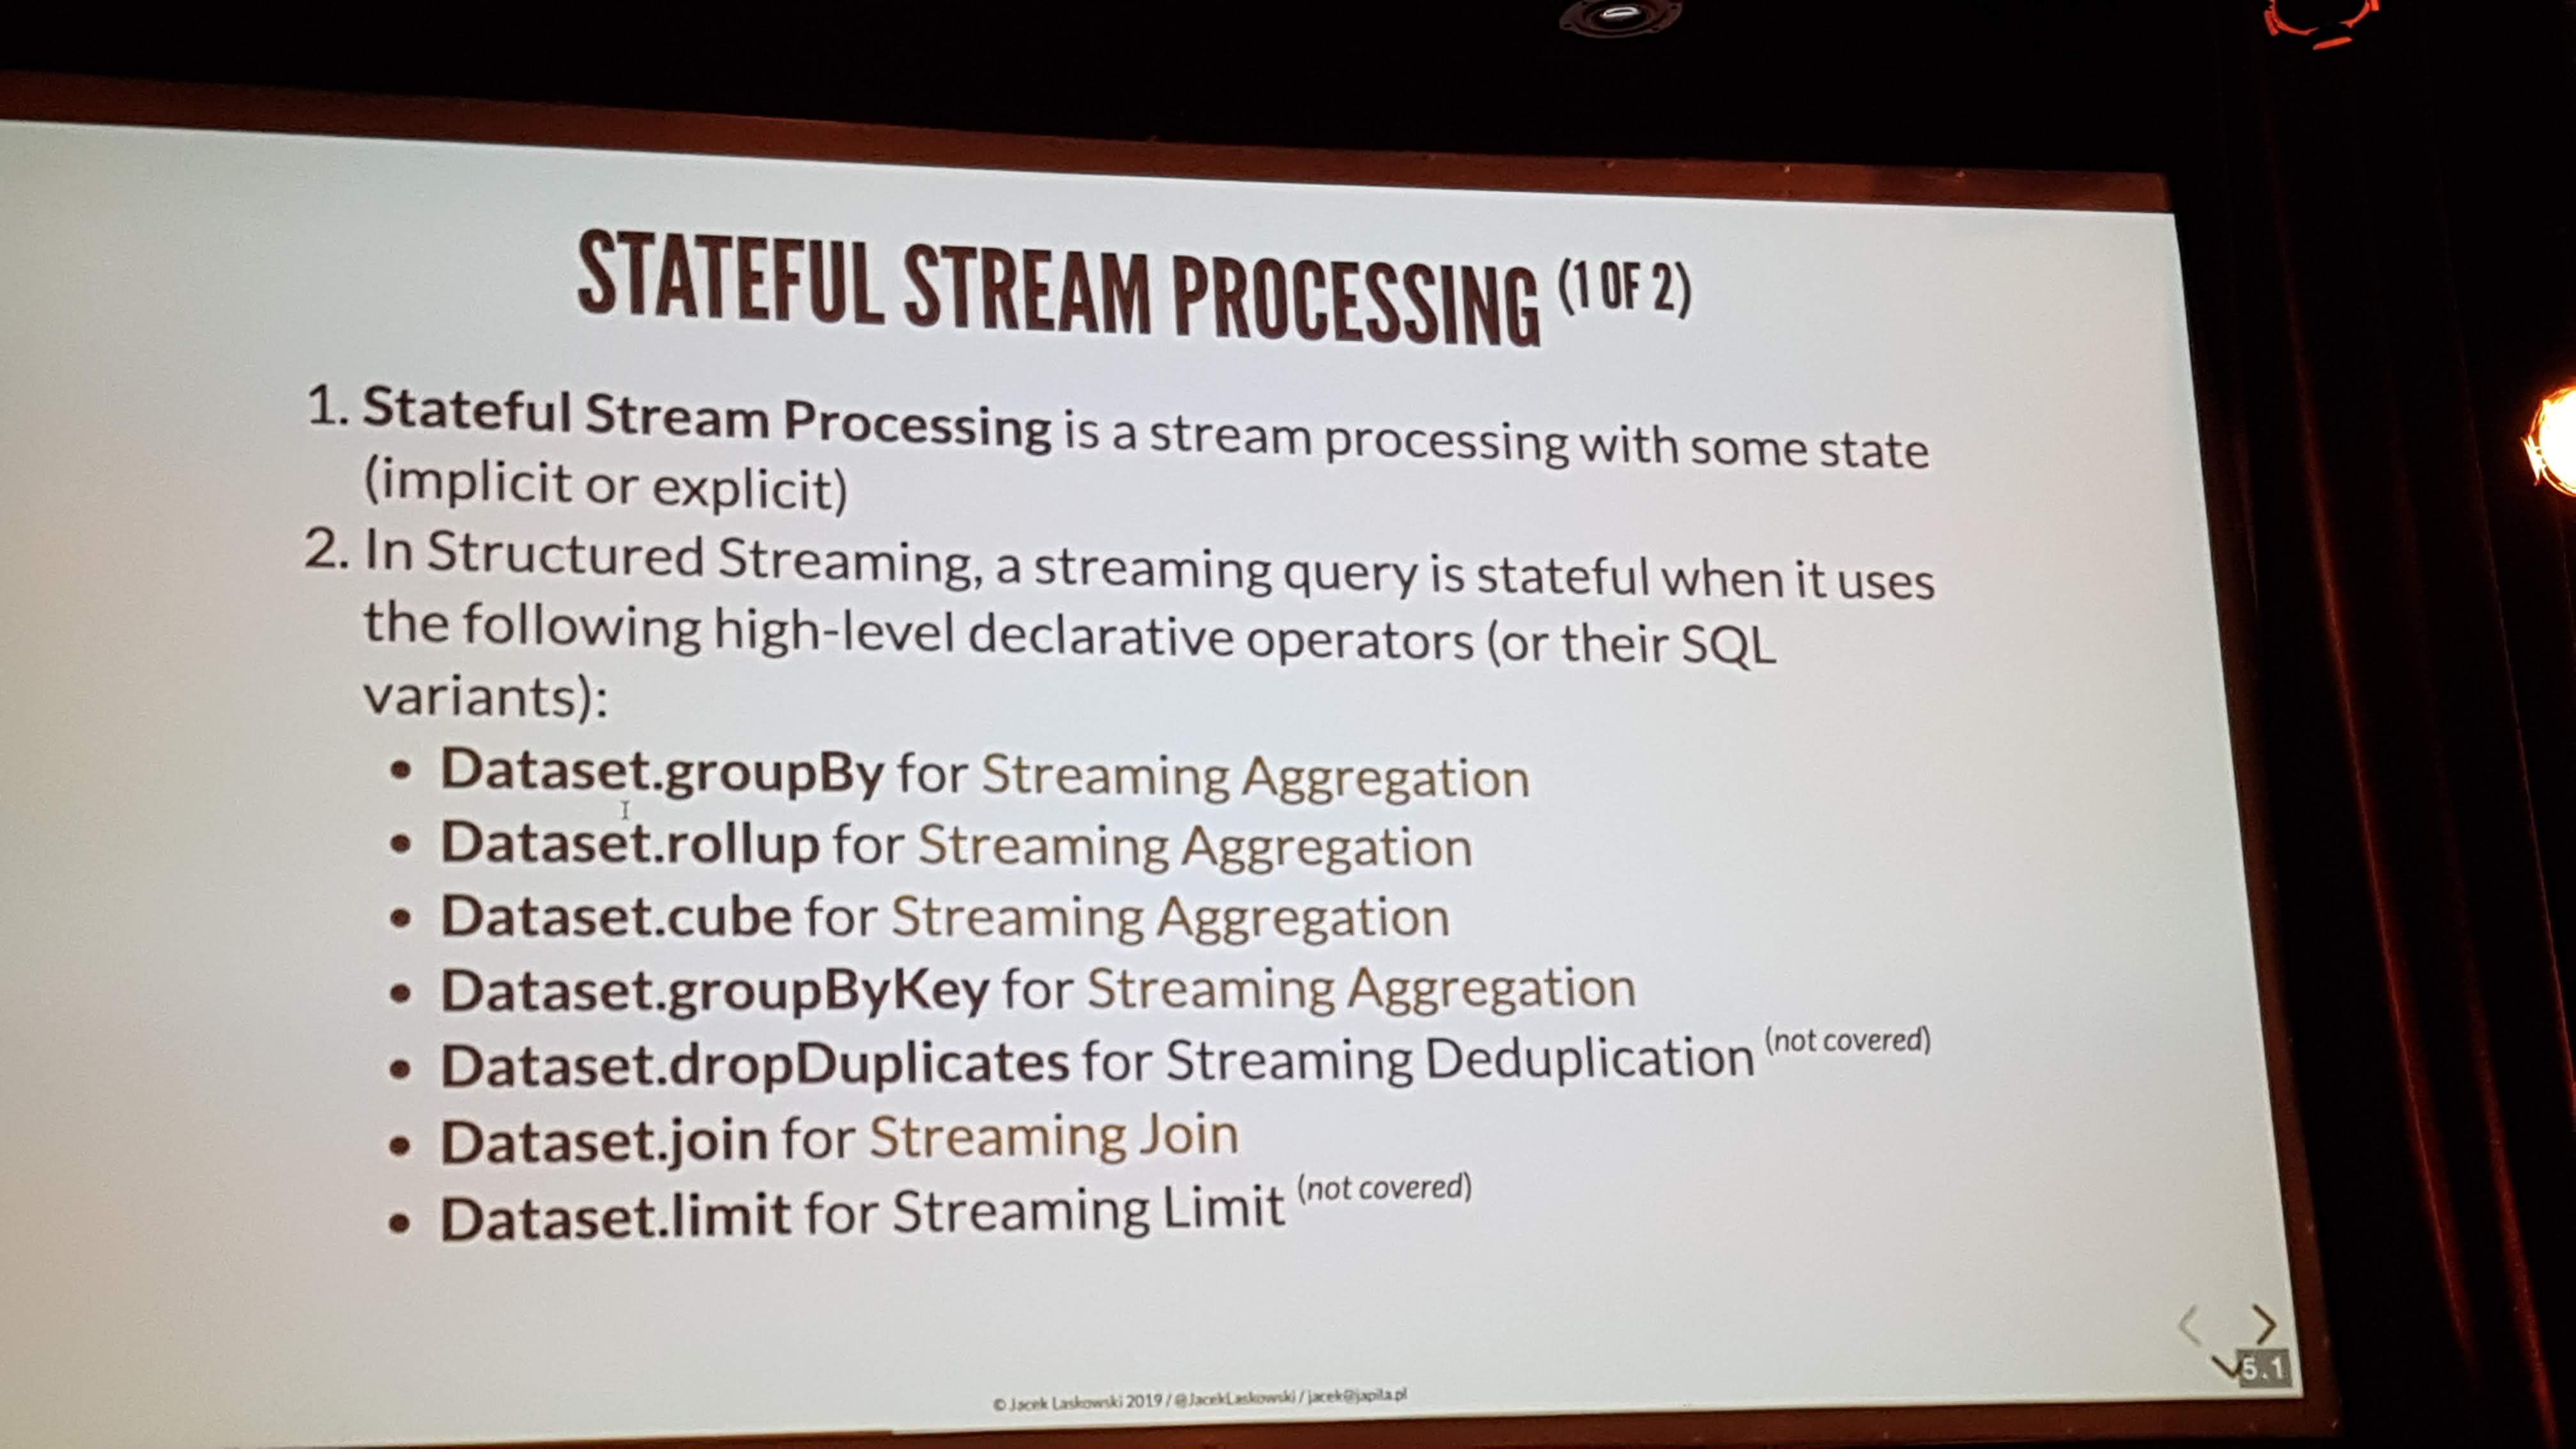 STATEFUL STREAM PROCESSING (1 OF 2)
1. Stateful Stream Processing is a stream processing with some state
(implicit or explicit)
2. In Structured Streaming, a streaming query is stateful when it uses
the following high-level declarative operators (or their SQL
variants):
• Dataset.groupBy for Streaming Aggregation
• Dataset.rollup for Streaming Aggregation
• Dataset.cube for Streaming Aggregation
• Dataset.groupByKey for Streaming Aggregation
• Dataset.dropDuplicates for Streaming Deduplication (not covered)
• Dataset.join for Streaming Join
• Dataset.limit for Streaming Limit (not covered)
5.1
© Jacek Laskowski 2019 / @JacekLaskowski / jacek@japila.pl